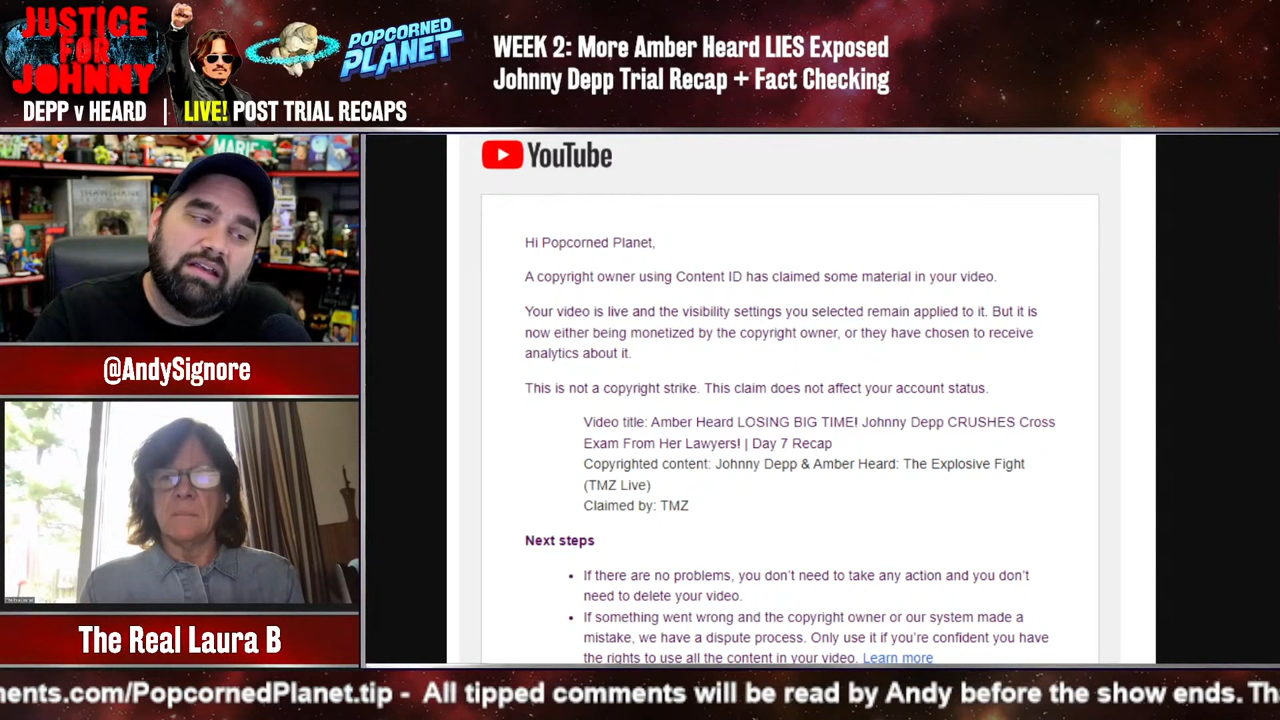 JUSTICE
FOR
JOHNNY
POPCORNED
PLANET
DEPP v HEARD | LIVE! POST TRIAL RECAPS
WEEK 2: More Amber Heard LIES Exposed
Johnny Depp Trial Recap + Fact Checking
MARIE
@AndySignore
The Real Laura B
YouTube
Hi Popcorned Planet,
A copyright owner using Content ID has claimed some material in your video.
Your video is live and the visibility settings you selected remain applied to it. But it is
now either being monetized by the copyright owner, or they have chosen to receive
analytics about it.
This is not a copyright strike. This claim does not affect your account status.
Video title: Amber Heard LOSING BIG TIME! Johnny Depp CRUSHES Cross
Exam From Her Lawyers! | Day 7 Recap
Copyrighted content: Johnny Depp & Amber Heard: The Explosive Fight
(TMZ Live)
Claimed by: TMZ
Next steps
• If there are no problems, you don't need to take any action and you don't
need to delete your video.
• If something went wrong and the copyright owner or our system made a
mistake, we have a dispute process. Only use it if you're confident you have
the rights to use all the content in your video. Learn more
ments.com/PopcornedPlanet.tip - All tipped comments will be read by Andy before the show ends. Th